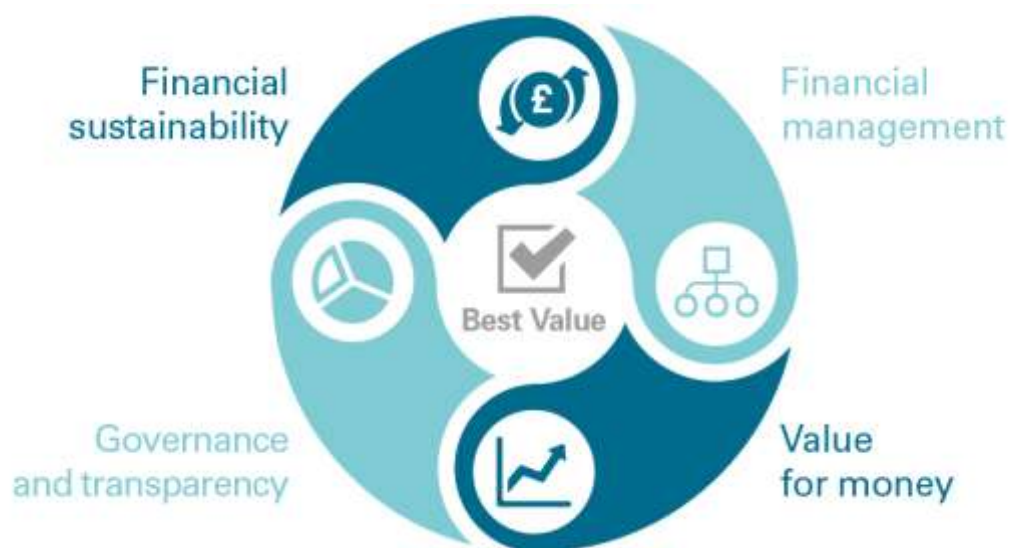 Financial
sustainability
Financial
management
£
Best Value
Governance
and transparency
Value
for money